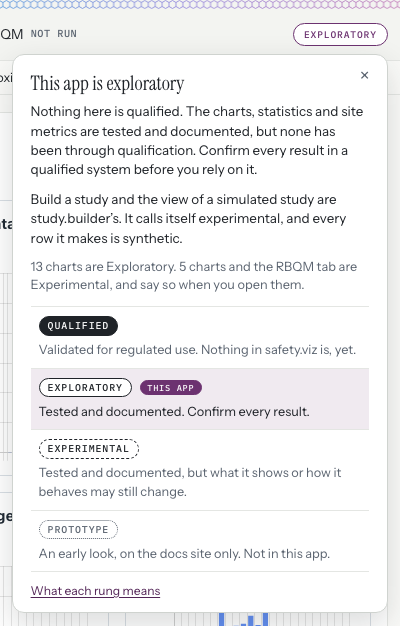 QM NOT RUN
EXPLORATORY
This app is exploratory
×
Nothing here is qualified. The charts, statistics and site
metrics are tested and documented, but none has
been through qualification. Confirm every result in a
qualified system before you rely on it.
Build a study and the view of a simulated study are
study.builder's. It calls itself experimental, and every
row it makes is synthetic.
13 charts are Exploratory. 5 charts and the RBQM tab are
Experimental, and say so when you open them.
QUALIFIED
Validated for regulated use. Nothing in safety.viz is, yet.
EXPLORATORY THIS APP
Tested and documented. Confirm every result.
EXPERIMENTAL
Tested and documented, but what it shows or how it
behaves may still change.
PROTOTYPE
An early look, on the docs site only. Not in this app.
What each rung means